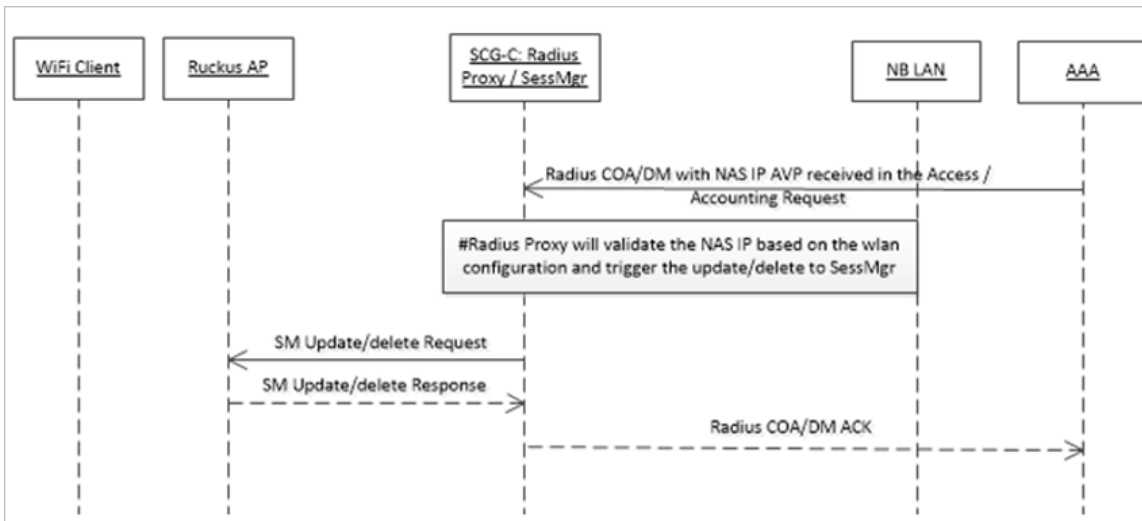 WiFi Client
Ruckus AP
SCG-C: Radius
Proxy / SessMgr
NB LAN
AAA
Radius COA/DM with NAS IP AVP received in the Access /
Accounting Request
#Radius Proxy will validate the NAS IP based on the wlan
configuration and trigger the update/delete to SessMgr
SM Update/delete Request
SM Update/delete Response
Radius COA/DM ACK